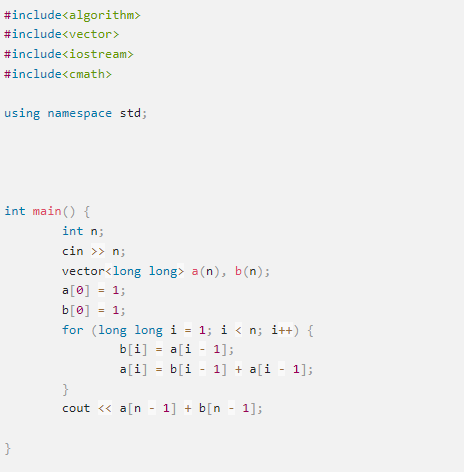 #include<algorithm>
#include<vector>
#include<iostream>
#include<cmath>
using namespace std;
int main() {
int n;
cin >> n;
vector<long long> a(n), b(n);
a[0] = 1;
b[0] = 1;
for (long long i = 1; i < n; i++) {
b[i] = a[i - 1];
a[i] = b[i - 1] + a[i - 1];
}
cout << a[n - 1] + b[n - 1];
}